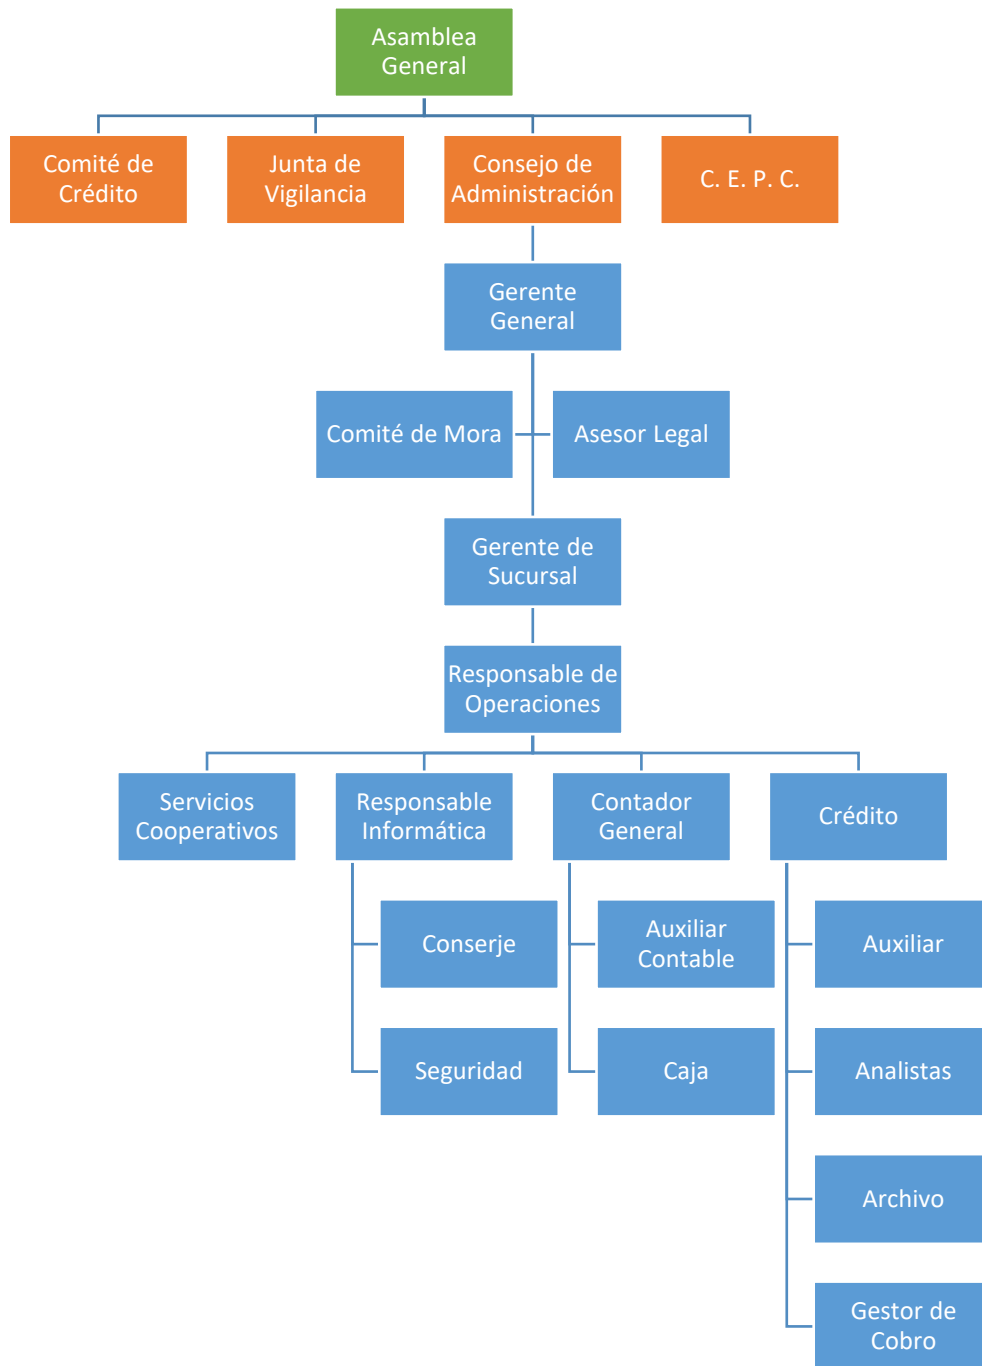 Asamblea
General
Comité de
Crédito
Junta de
Vigilancia
Consejo de
Administración
C. E. P. C.
Gerente
General
Comité de Mora
Asesor Legal
Gerente de
Sucursal
Responsable de
Operaciones
Servicios
Cooperativos
Responsable
Informática
Contador
General
Crédito
Conserje
Auxiliar
Contable
Auxiliar
Seguridad
Caja
Analistas
Archivo
Gestor de
Cobro